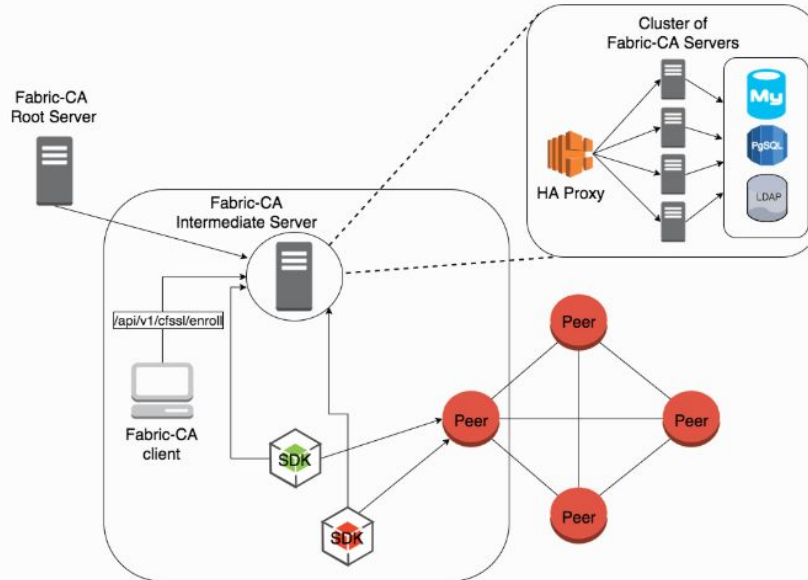 Cluster of
Fabric-CA Servers
My
PgSQL
LDAP
HA Proxy
Fabric-CA
Root Server
Fabric-CA
Intermediate Server
/api/v1/cfssl/enroll
Fabric-CA
client
SDK
SDK
Peer
Peer
Peer
Peer